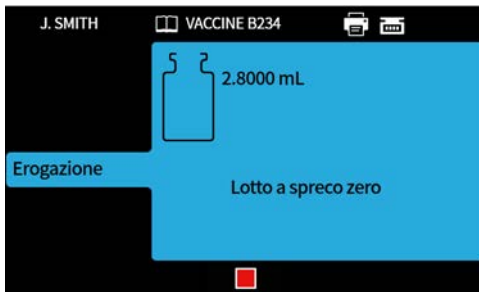 J. SMITH
VACCINE B234
2.8000 mL
Erogazione
Lotto a spreco zero